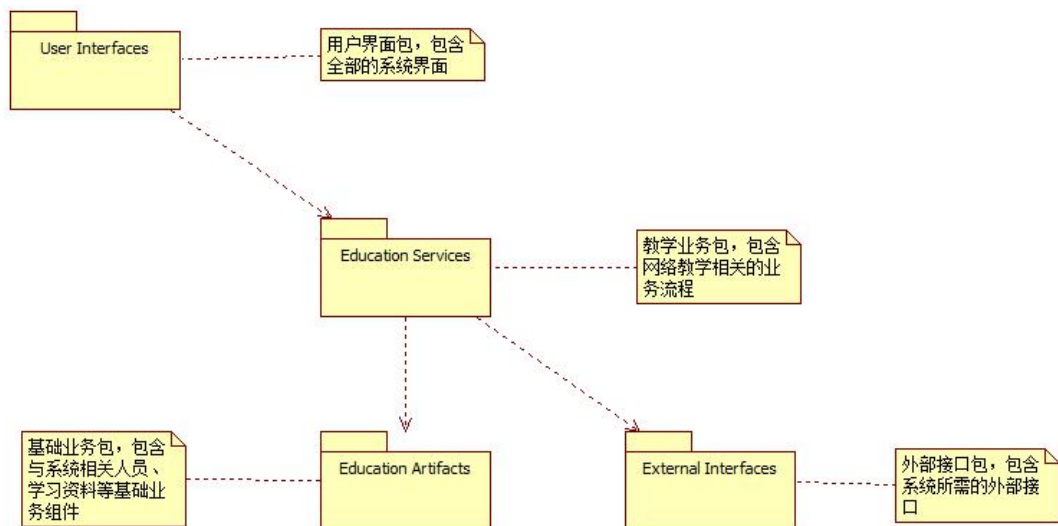 User Interfaces
用户界面包，包含
全部的系统界面
Education Services
教学业务包，包含
网络教学相关的业
务流程
基础业务包，包含
与系统相关人员、
学习资料等基础业
务组件
Education Artifacts
External Interfaces
外部接口包，包含
系统所需的外部接
口